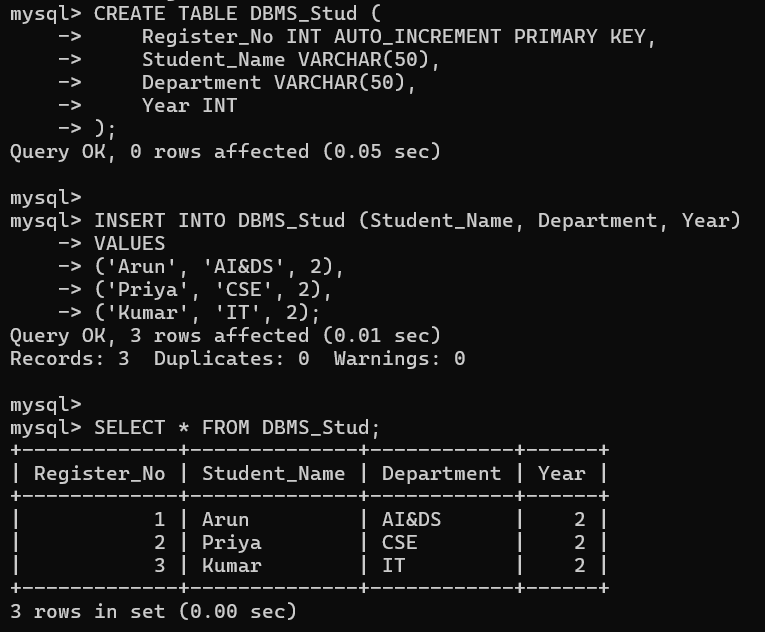 mysql> CREATE TABLE DBMS_Stud (
    ->     Register_No INT AUTO_INCREMENT PRIMARY KEY,
    ->     Student_Name VARCHAR(50),
    ->     Department VARCHAR(50),
    ->     Year INT
    -> );
Query OK, 0 rows affected (0.05 sec)

mysql>
mysql> INSERT INTO DBMS_Stud (Student_Name, Department, Year)
    -> VALUES
    -> ('Arun', 'AI&DS', 2),
    -> ('Priya', 'CSE', 2),
    -> ('Kumar', 'IT', 2);
Query OK, 3 rows affected (0.01 sec)
Records: 3  Duplicates: 0  Warnings: 0

mysql>
mysql> SELECT * FROM DBMS_Stud;
+-------------+--------------+------------+------+
| Register_No | Student_Name | Department | Year |
+-------------+--------------+------------+------+
|           1 | Arun         | AI&DS      |    2 |
|           2 | Priya        | CSE        |    2 |
|           3 | Kumar        | IT         |    2 |
+-------------+--------------+------------+------+
3 rows in set (0.00 sec)